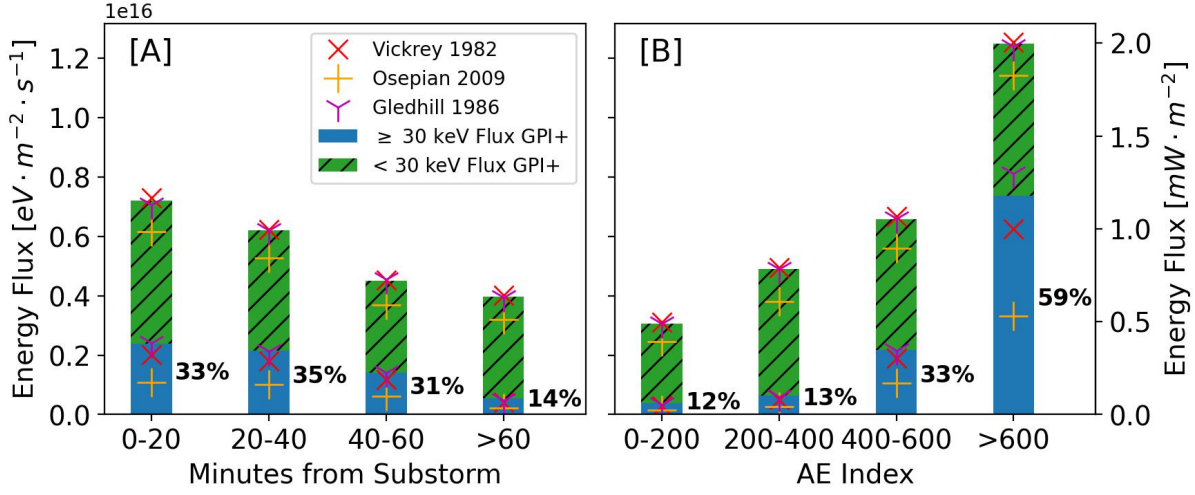 1e16
[A]
[B]
Vickrey 1982
Osepian 2009
Gledhill 1986
≥ 30 keV Flux GPI+
< 30 keV Flux GPI+
Energy Flux [eV · m⁻² · s⁻¹]
1.2
1.0
0.8
0.6
0.4
0.2
0.0
33%
35%
31%
14%
0-20
20-40
40-60
>60
Minutes from Substorm
12%
13%
33%
59%
0-200
200-400
400-600
>600
AE Index
2.0
1.5
1.0
0.5
0.0
Energy Flux [mW · m⁻²]